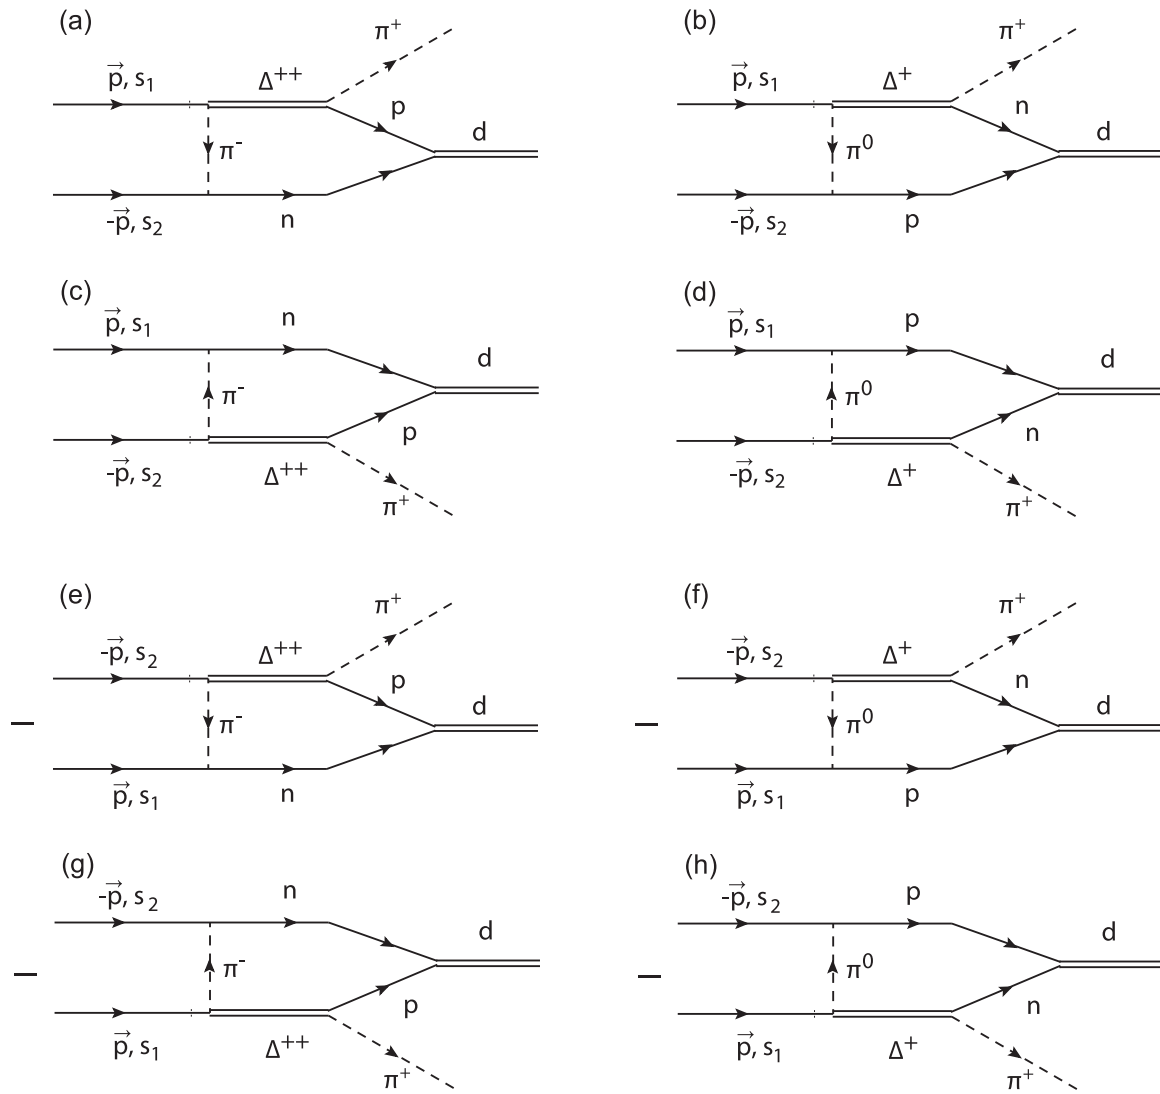 (a)
π+
p⃗, s1
Δ++
p
d
π-
-p⃗, s2
n
(b)
π+
p⃗, s1
Δ+
n
d
π0
-p⃗, s2
p
(c)
p⃗, s1
n
d
π-
p
-p⃗, s2
Δ++
π+
(d)
p⃗, s1
p
d
π0
n
-p⃗, s2
Δ+
π+
(e)
π+
-p⃗, s2
Δ++
p
d
−
π-
p⃗, s1
n
(f)
π+
-p⃗, s2
Δ+
n
d
−
π0
p⃗, s1
p
(g)
-p⃗, s2
n
d
−
π-
p
p⃗, s1
Δ++
π+
(h)
-p⃗, s2
p
d
−
π0
n
p⃗, s1
Δ+
π+